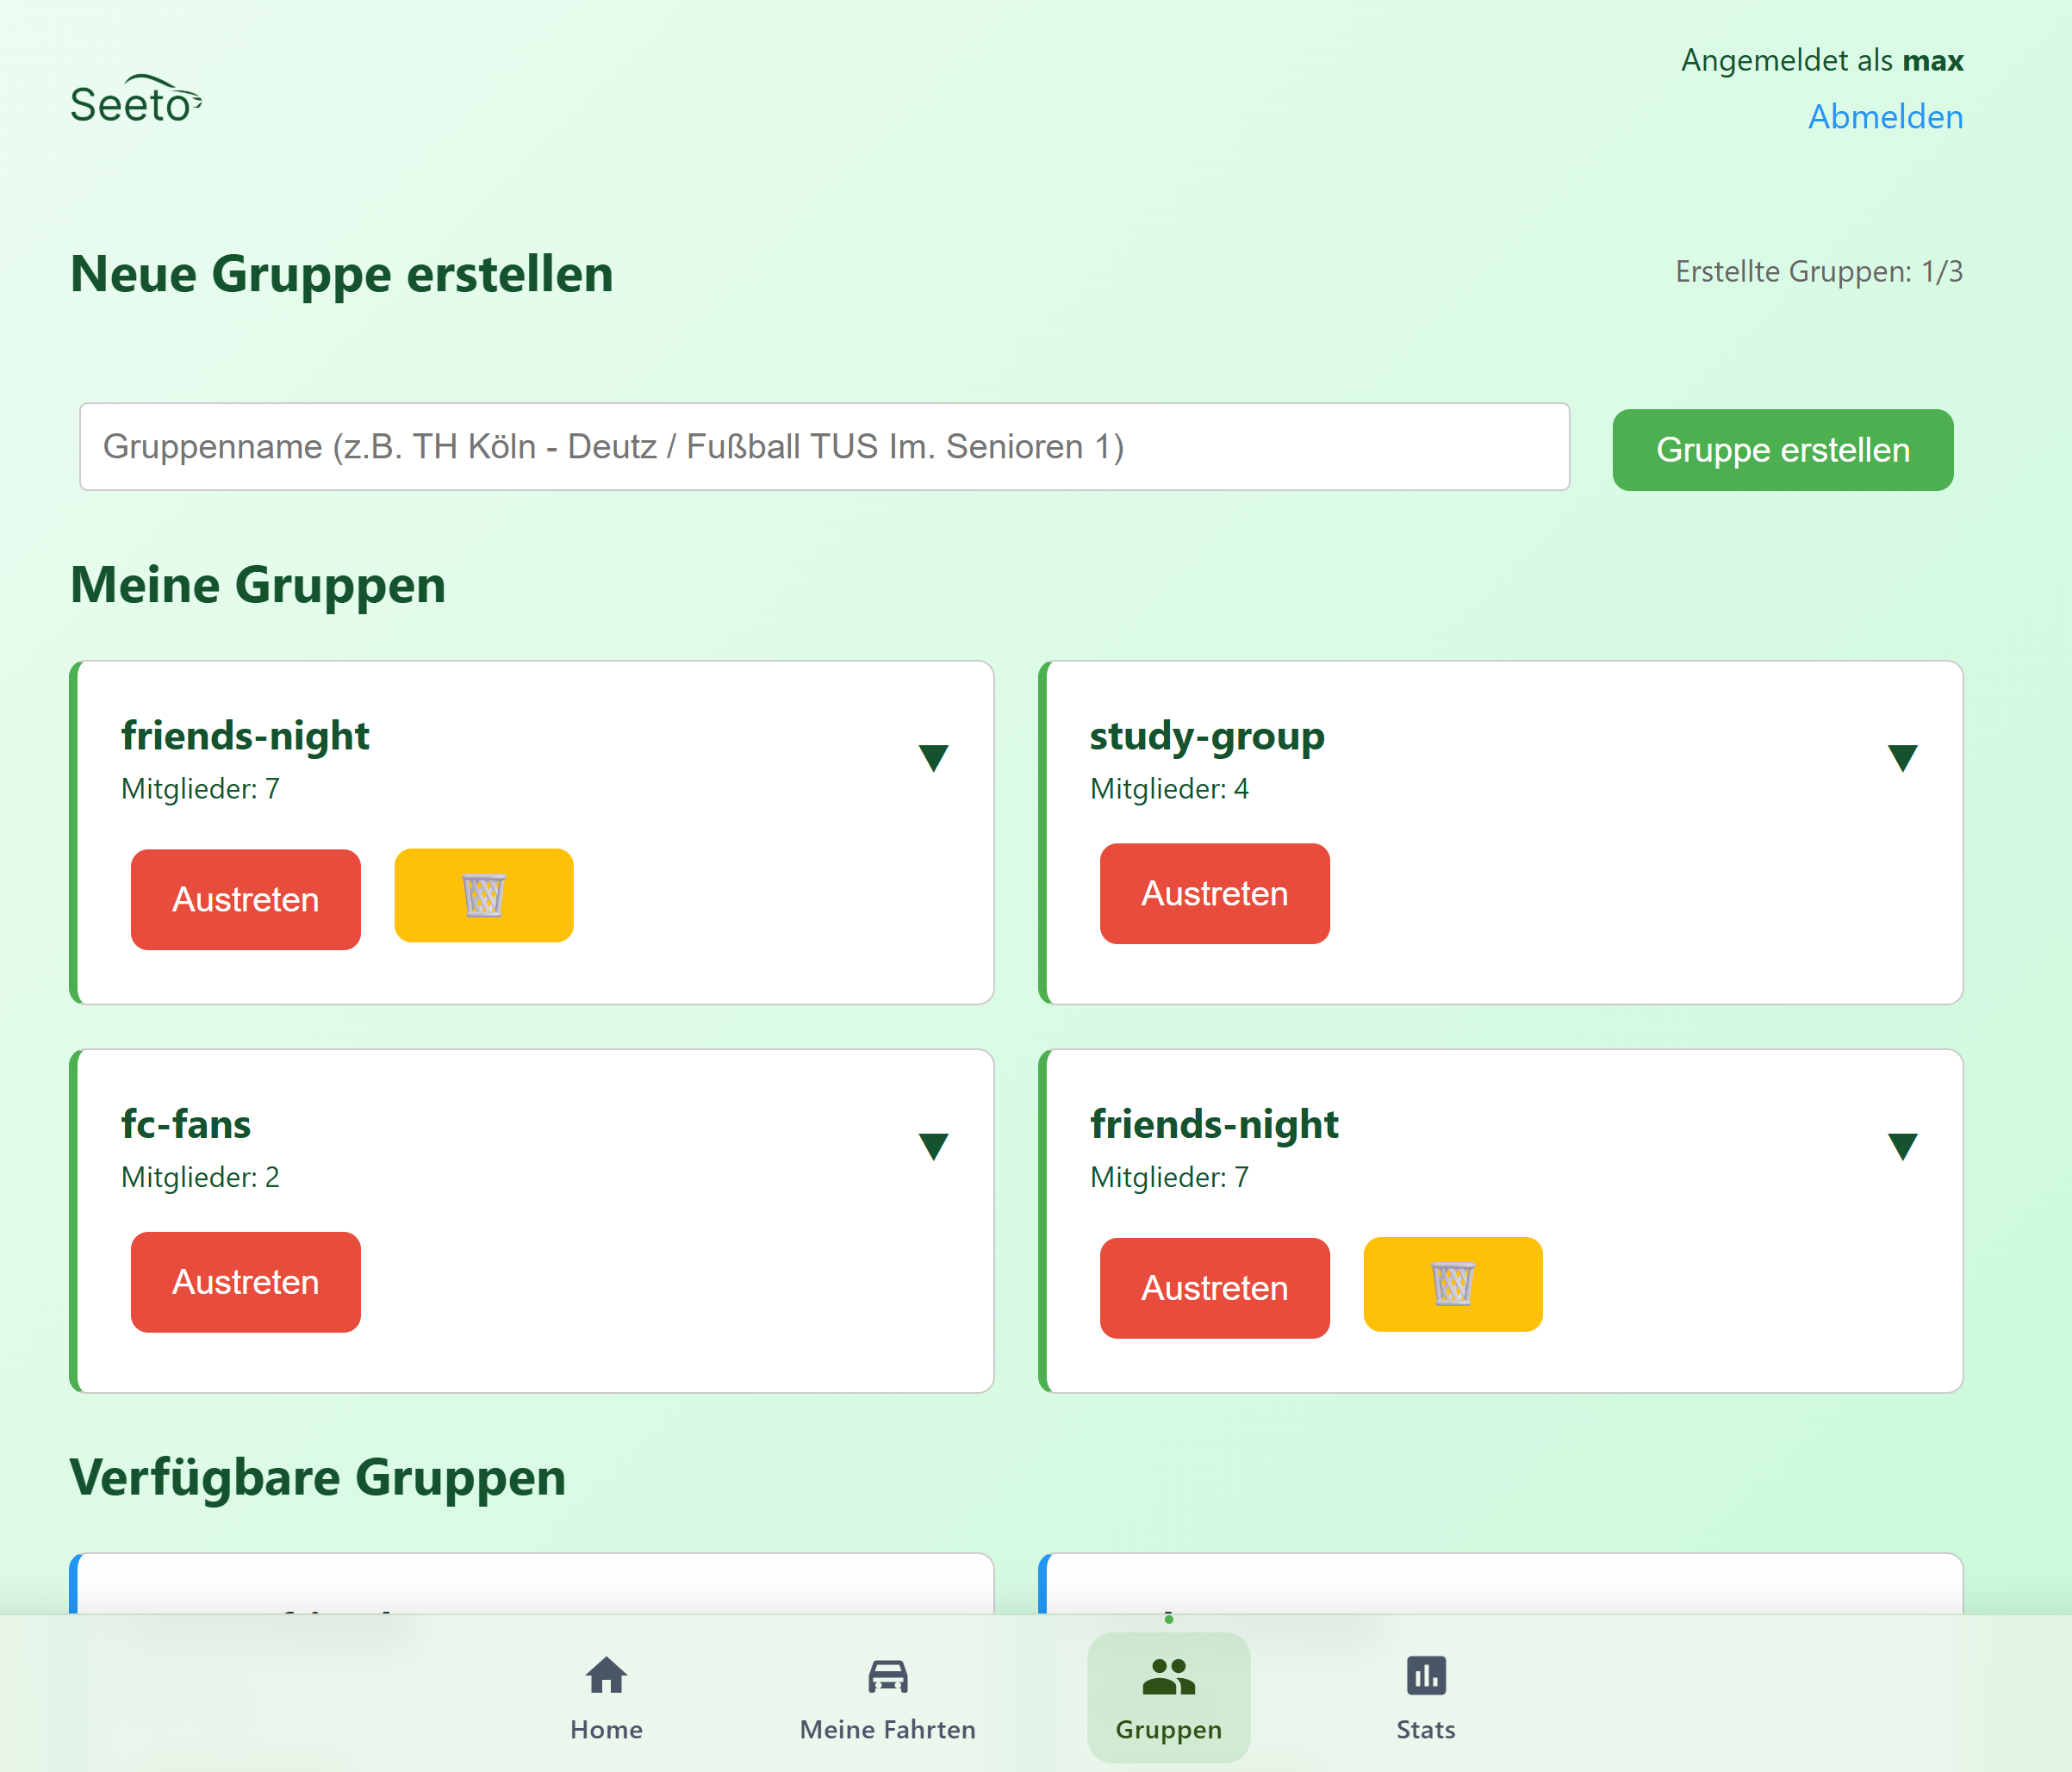 Seeto
Angemeldet als max
Abmelden
Neue Gruppe erstellen
Erstellte Gruppen: 1/3
Gruppenname (z.B. TH Köln - Deutz / Fußball TUS Im. Senioren 1)
Gruppe erstellen
Meine Gruppen
friends-night
Mitglieder: 7
Austreten
study-group
Mitglieder: 4
Austreten
fc-fans
Mitglieder: 2
Austreten
friends-night
Mitglieder: 7
Austreten
Verfügbare Gruppen
Home
Meine Fahrten
Gruppen
Stats